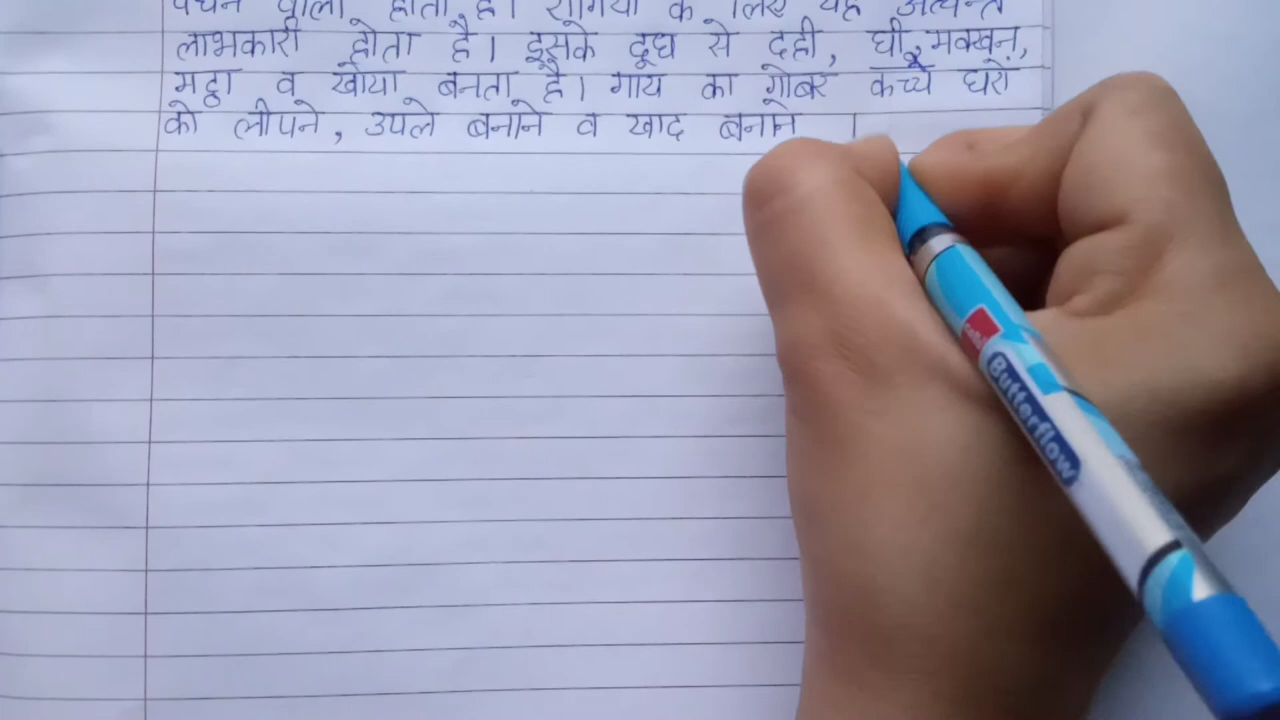 पचने वाला होता है। रोगियों के लिए यह अत्यन्त
लाभकारी होता है। इसके दूध से दही, घी, मक्खन,
मट्ठा व खोया बनता है। गाय का गोबर कच्चे घरों
को लीपने, उपले बनाने व खाद बनाने
cello
Butterflow